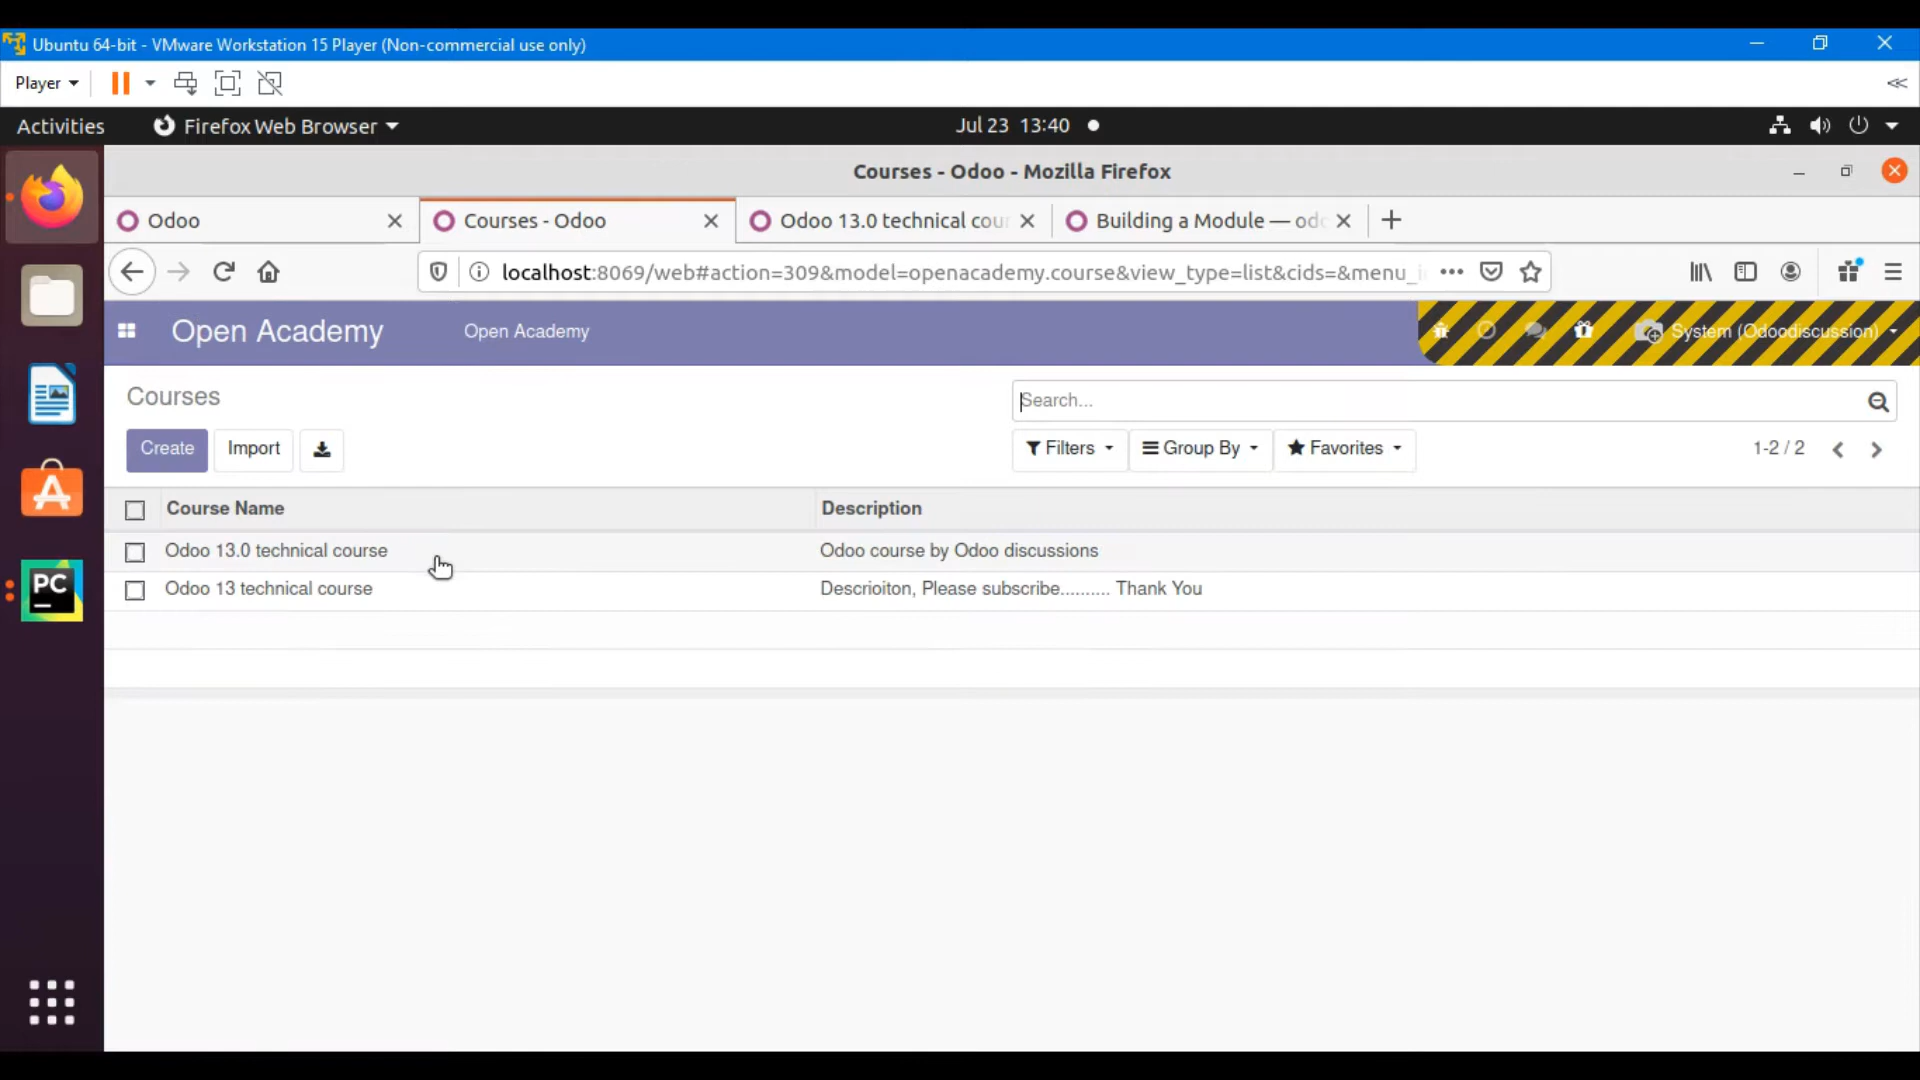 Ubuntu 64-bit - VMware Workstation 15 Player (Non-commercial use only)
Player
Activities
Firefox Web Browser
Jul 23 13:40
Courses - Odoo - Mozilla Firefox
Odoo
Courses - Odoo
Odoo 13.0 technical cour
Building a Module — odo
localhost:8069/web#action=309&model=openacademy.course&view_type=list&cids=&menu_i
Open Academy
Open Academy
System (Odoodiscussion)
Courses
Search...
Create
Import
Filters
Group By
Favorites
1-2 / 2
Course Name
Description
Odoo 13.0 technical course
Odoo course by Odoo discussions
Odoo 13 technical course
Descrioiton, Please subscribe.......... Thank You
PC